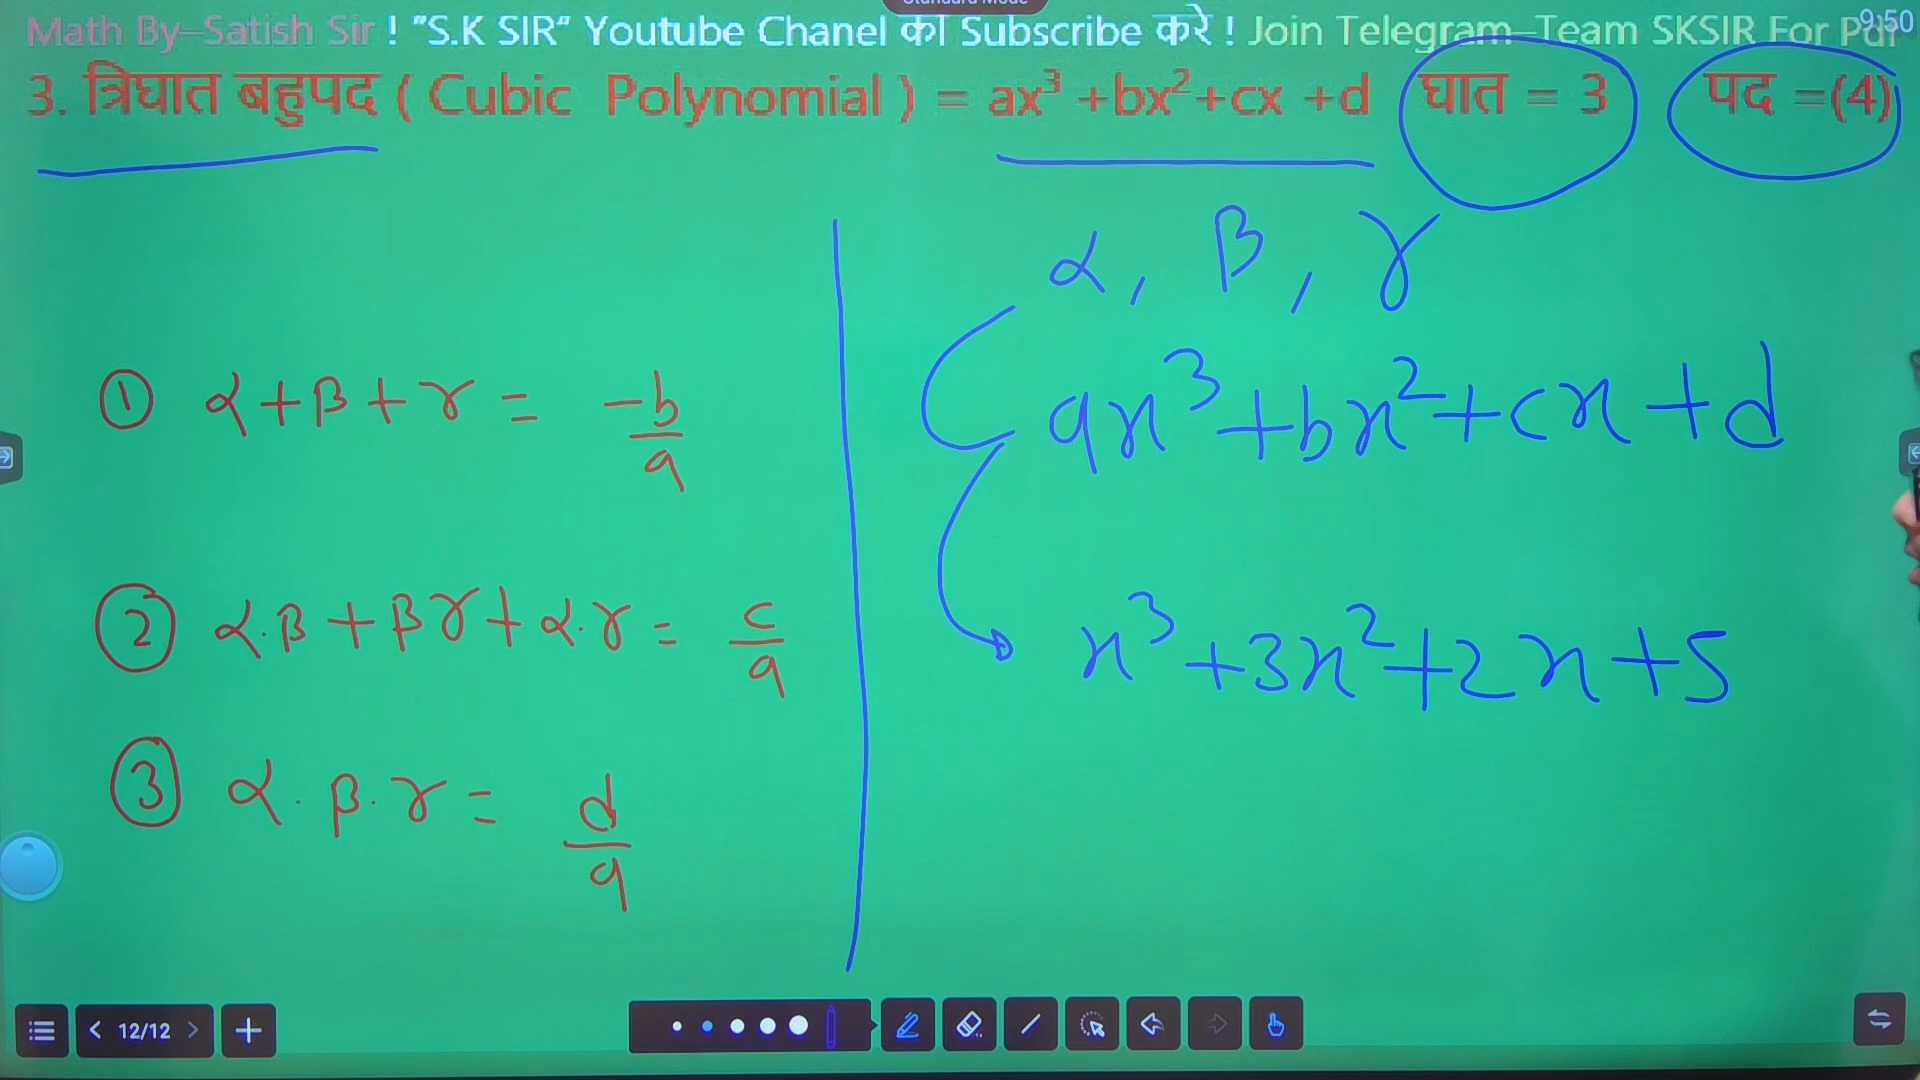 Standard Mode
9:50
Math By-Satish Sir ! "S.K SIR" Youtube Chanel को Subscribe करे ! Join Telegram-Team SKSIR For Pdf
3. त्रिघात बहुपद ( Cubic Polynomial ) = ax³ +bx²+cx +d घात = 3 पद =(4)
α, β, γ
ax³+bx²+cx+d
① α+β+γ = -b/a
② α.β+βγ+α.γ = c/a
x³+3x²+2x+5
③ α.β.γ = d/a
12/12